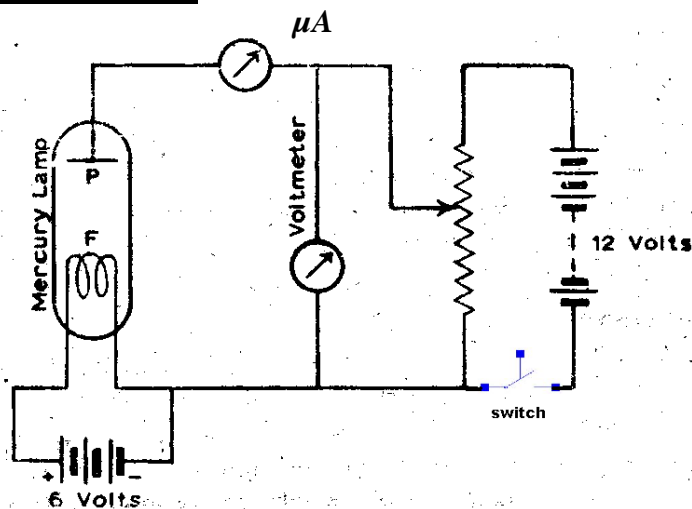 μA
Mercury Lamp
P
F
Voltmeter
12 Volts
switch
+ -
6 Volts